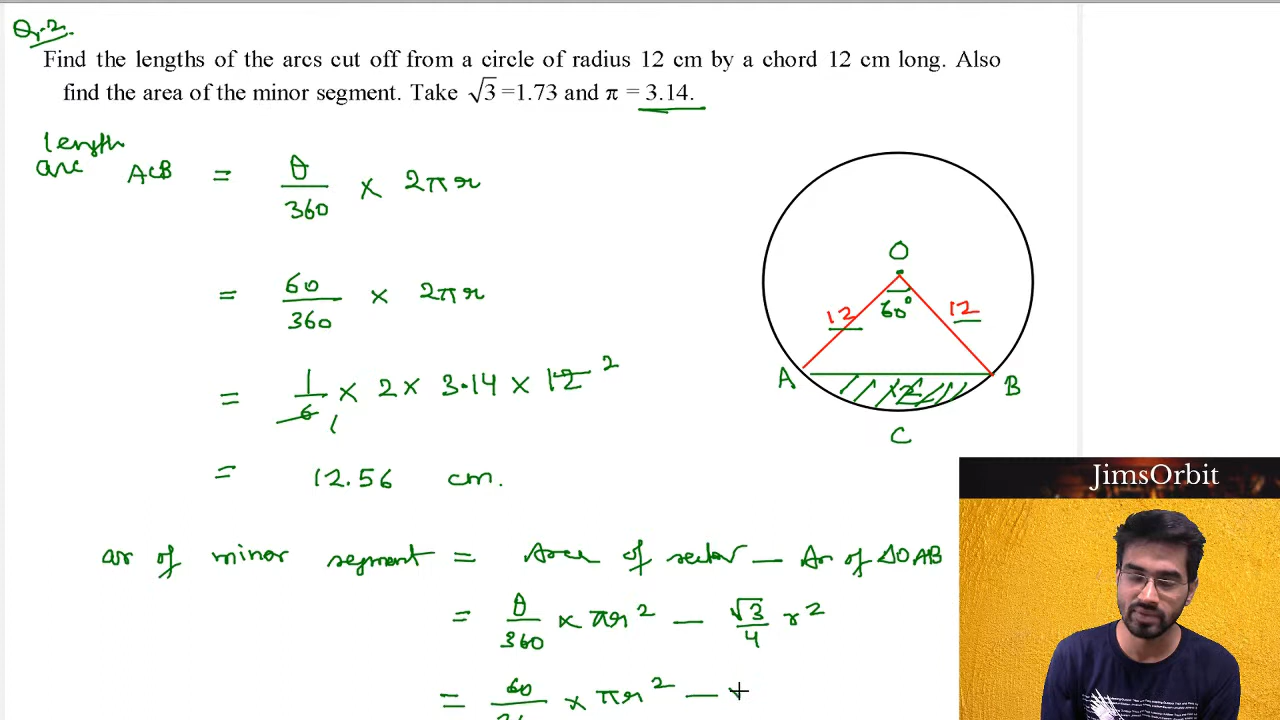 Q.2.
Find the lengths of the arcs cut off from a circle of radius 12 cm by a chord 12 cm long. Also
find the area of the minor segment. Take √3 =1.73 and π = 3.14.
length
arc ACB = θ/360 × 2πr
= 60/360 × 2πr
= 1/6 1 × 2 × 3.14 × 12 2
= 12.56 cm.
O
60°
12
12
A
B
12
C
JimsOrbit
ar of minor segment = Area of sector — Ar of ΔOAB
= θ/360 × πr² — √3/4 r²
= 60/ × πr² —